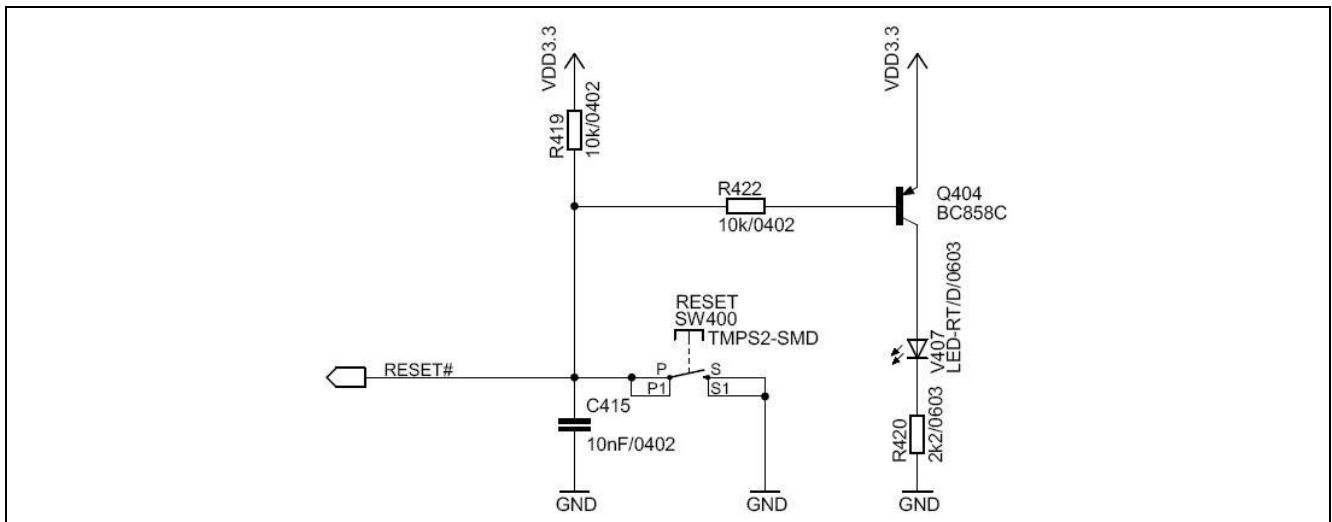 VDD3.3
VDD3.3
R419
10k/0402
R422
10k/0402
Q404
BC858C
RESET
SW400
TMPS2-SMD
V407
LED-RT/D/0603
RESET#
P
S
P1
S1
C415
10nF/0402
R420
2k2/0603
GND
GND
GND